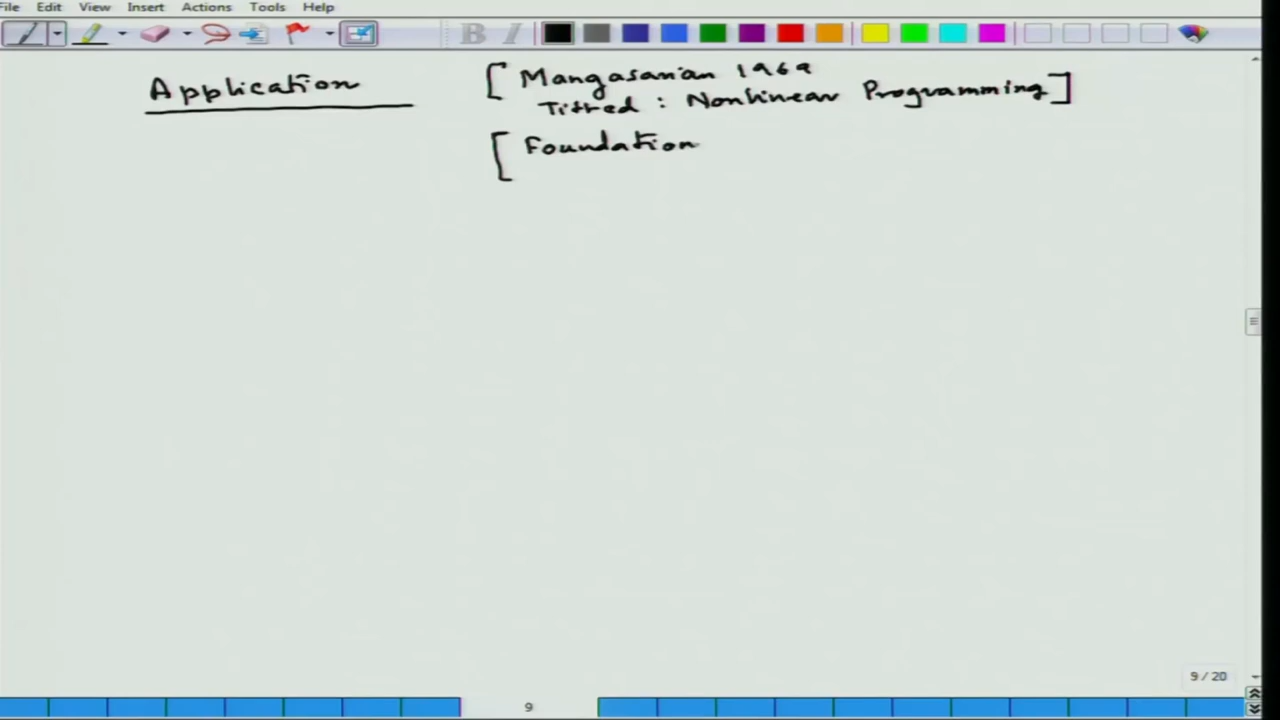 File Edit View Insert Actions Tools Help
B I
Application
[ Mangasarian 1969
Titled : Nonlinear Programming ]
[ Foundation
9 / 20
9